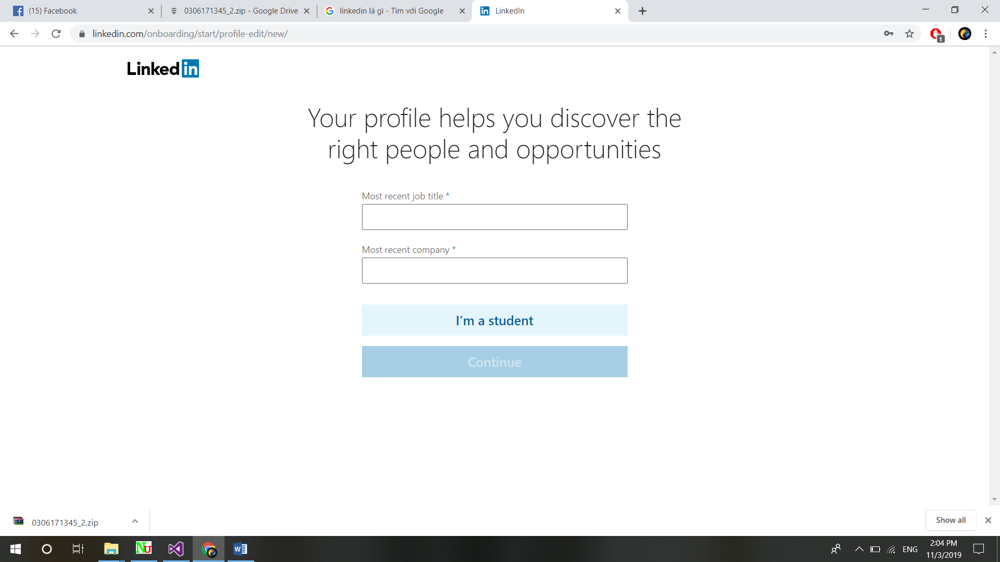 (15) Facebook
0306171345_2.zip - Google Drive
linkedin là gì - Tìm với Google
LinkedIn
linkedin.com/onboarding/start/profile-edit/new/
1
Linked in
Your profile helps you discover the
right people and opportunities
Most recent job title *
Most recent company *
I'm a student
Continue
0306171345_2.zip
Show all
Nu
W
ENG
2:04 PM
11/3/2019